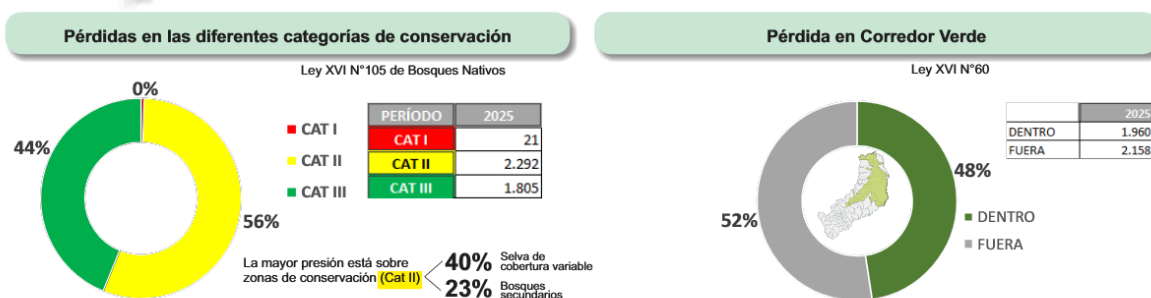 Pérdidas en las diferentes categorías de conservación
Ley XVI N°105 de Bosques Nativos
0%
44%
56%
CAT I
CAT II
CAT III
PERÍODO 2025
CAT I 21
CAT II 2.292
CAT III 1.805
La mayor presión está sobre
zonas de conservación (Cat II)
40% Selva de
cobertura variable
23% Bosques
secundarios
Pérdida en Corredor Verde
Ley XVI N°60
48%
52%
DENTRO
FUERA
2025
DENTRO 1.960
FUERA 2.158